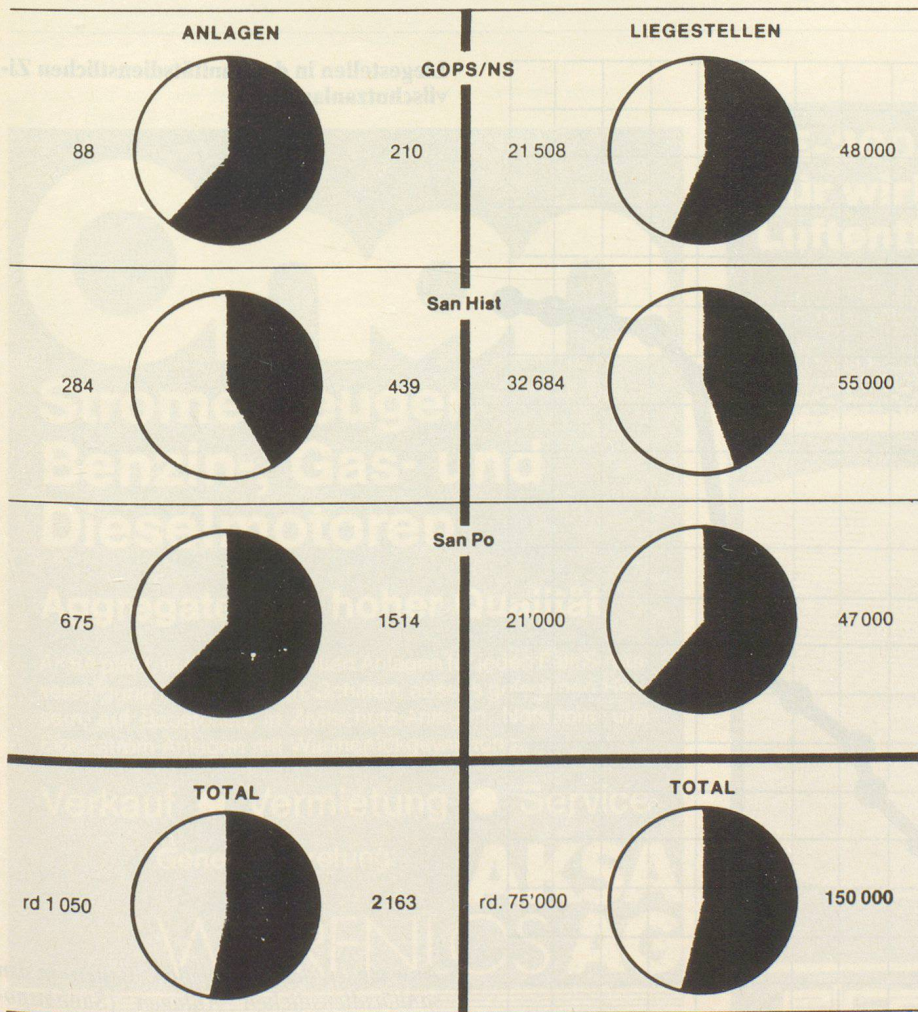 ANLAGEN LIEGESTELLEN
GOPS/NS
88 210 21 508 48 000
San Hist
284 439 32 684 55 000
San Po
675 1514 21'000 47 000
TOTAL TOTAL
rd 1 050 2163 rd. 75'000 150 000